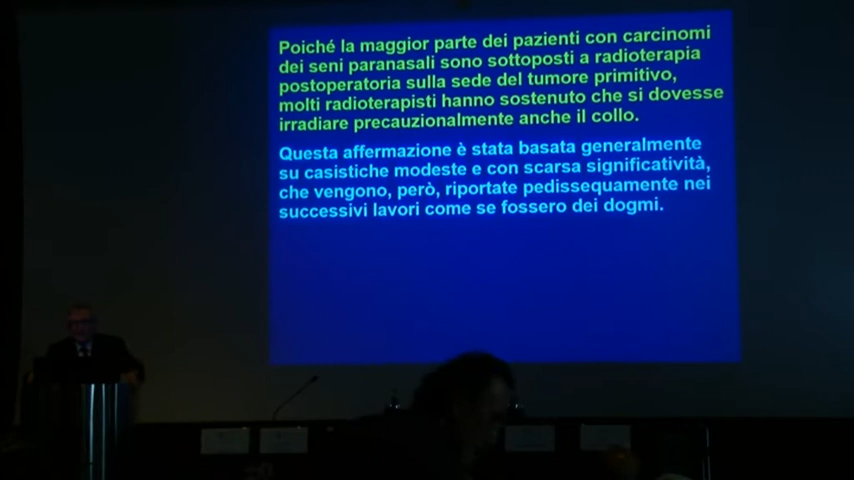 Poiché la maggior parte dei pazienti con carcinomi
dei seni paranasali sono sottoposti a radioterapia
postoperatoria sulla sede del tumore primitivo,
molti radioterapisti hanno sostenuto che si dovesse
irradiare precauzionalmente anche il collo.
Questa affermazione è stata basata generalmente
su casistiche modeste e con scarsa significatività,
che vengono, però, riportate pedissequamente nei
successivi lavori come se fossero dei dogmi.